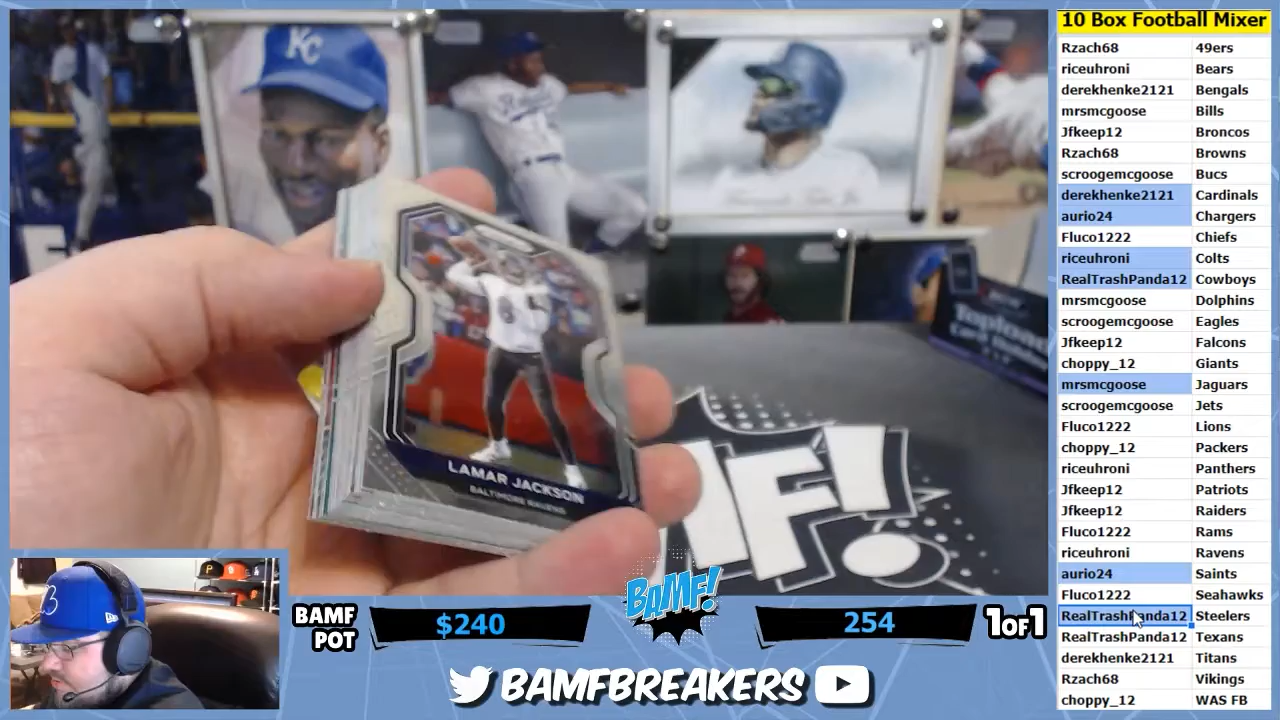 10 Box Football Mixer
Rzach68 49ers
riceuhroni Bears
derekhenke2121 Bengals
mrsmcgoose Bills
Jfkeep12 Broncos
Rzach68 Browns
scroogemcgoose Bucs
derekhenke2121 Cardinals
aurio24 Chargers
Fluco1222 Chiefs
riceuhroni Colts
RealTrashPanda12 Cowboys
mrsmcgoose Dolphins
scroogemcgoose Eagles
Jfkeep12 Falcons
choppy_12 Giants
mrsmcgoose Jaguars
scroogemcgoose Jets
Fluco1222 Lions
choppy_12 Packers
riceuhroni Panthers
Jfkeep12 Patriots
Jfkeep12 Raiders
Fluco1222 Rams
riceuhroni Ravens
aurio24 Saints
Fluco1222 Seahawks
RealTrashPanda12 Steelers
RealTrashPanda12 Texans
derekhenke2121 Titans
Rzach68 Vikings
choppy_12 WAS FB
KC
8
LAMAR JACKSON
BALTIMORE RAVENS
F!
BAMF POT
$240
BAMF!
254
1 OF 1
BAMFBREAKERS